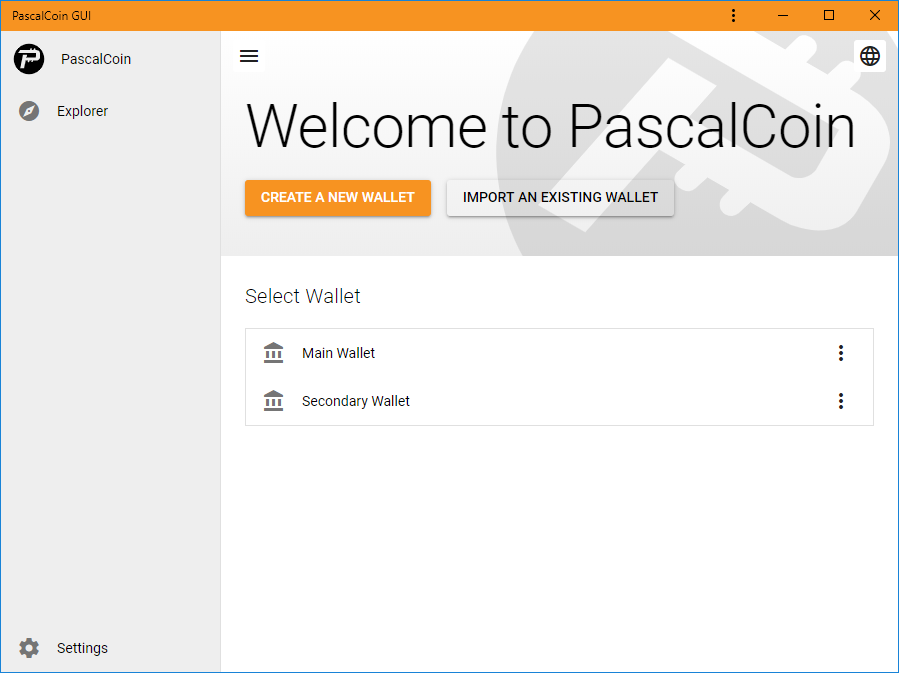 PascalCoin GUI
PascalCoin
Explorer
Welcome to PascalCoin
CREATE A NEW WALLET
IMPORT AN EXISTING WALLET
Select Wallet
Main Wallet
Secondary Wallet
Settings